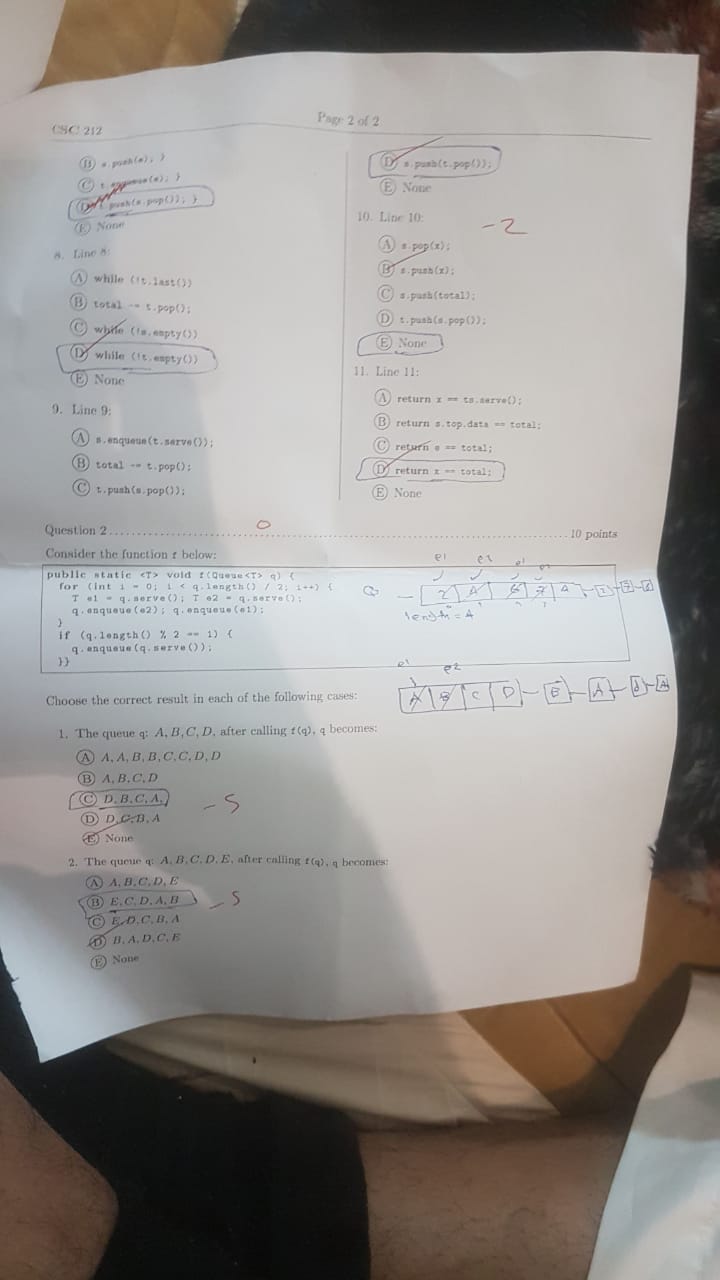 CSC 212
Page 2 of 2
B s.push(e); }
C t.enqueue(e); }
D t.push(s.pop()); }
E None
8. Line 8:
A while (!t.last())
B total -= t.pop();
C while (!s.empty())
D while (!t.empty())
E None
9. Line 9:
A s.enqueue(t.serve());
B total -= t.pop();
C t.push(s.pop());
D s.push(t.pop());
E None
10. Line 10:
-2
A s.pop(x);
B s.push(x);
C s.push(total);
D t.push(s.pop());
E None
11. Line 11:
A return x == ts.serve();
B return s.top.data == total;
C return e == total;
D return x == total;
E None
Question 2 10 points
0
Consider the function f below:
public static <T> void f(Queue<T> q) {
for (int i = 0; i < q.length() / 2; i++) {
T e1 = q.serve(); T e2 = q.serve();
q.enqueue(e2); q.enqueue(e1);
}
if (q.length() % 2 == 1) {
q.enqueue(q.serve());
}}
e1
length = 4
e1 e2
A B C D E A
Choose the correct result in each of the following cases:
1. The queue q: A, B, C, D, after calling f(q), q becomes:
A A, A, B, B, C, C, D, D
B A, B, C, D
C D, B, C, A,
-5
D D, C, B, A
E None
2. The queue q: A, B, C, D, E, after calling f(q), q becomes:
A A, B, C, D, E
B E, C, D, A, B
-5
C E, D, C, B, A
D B, A, D, C, E
E None